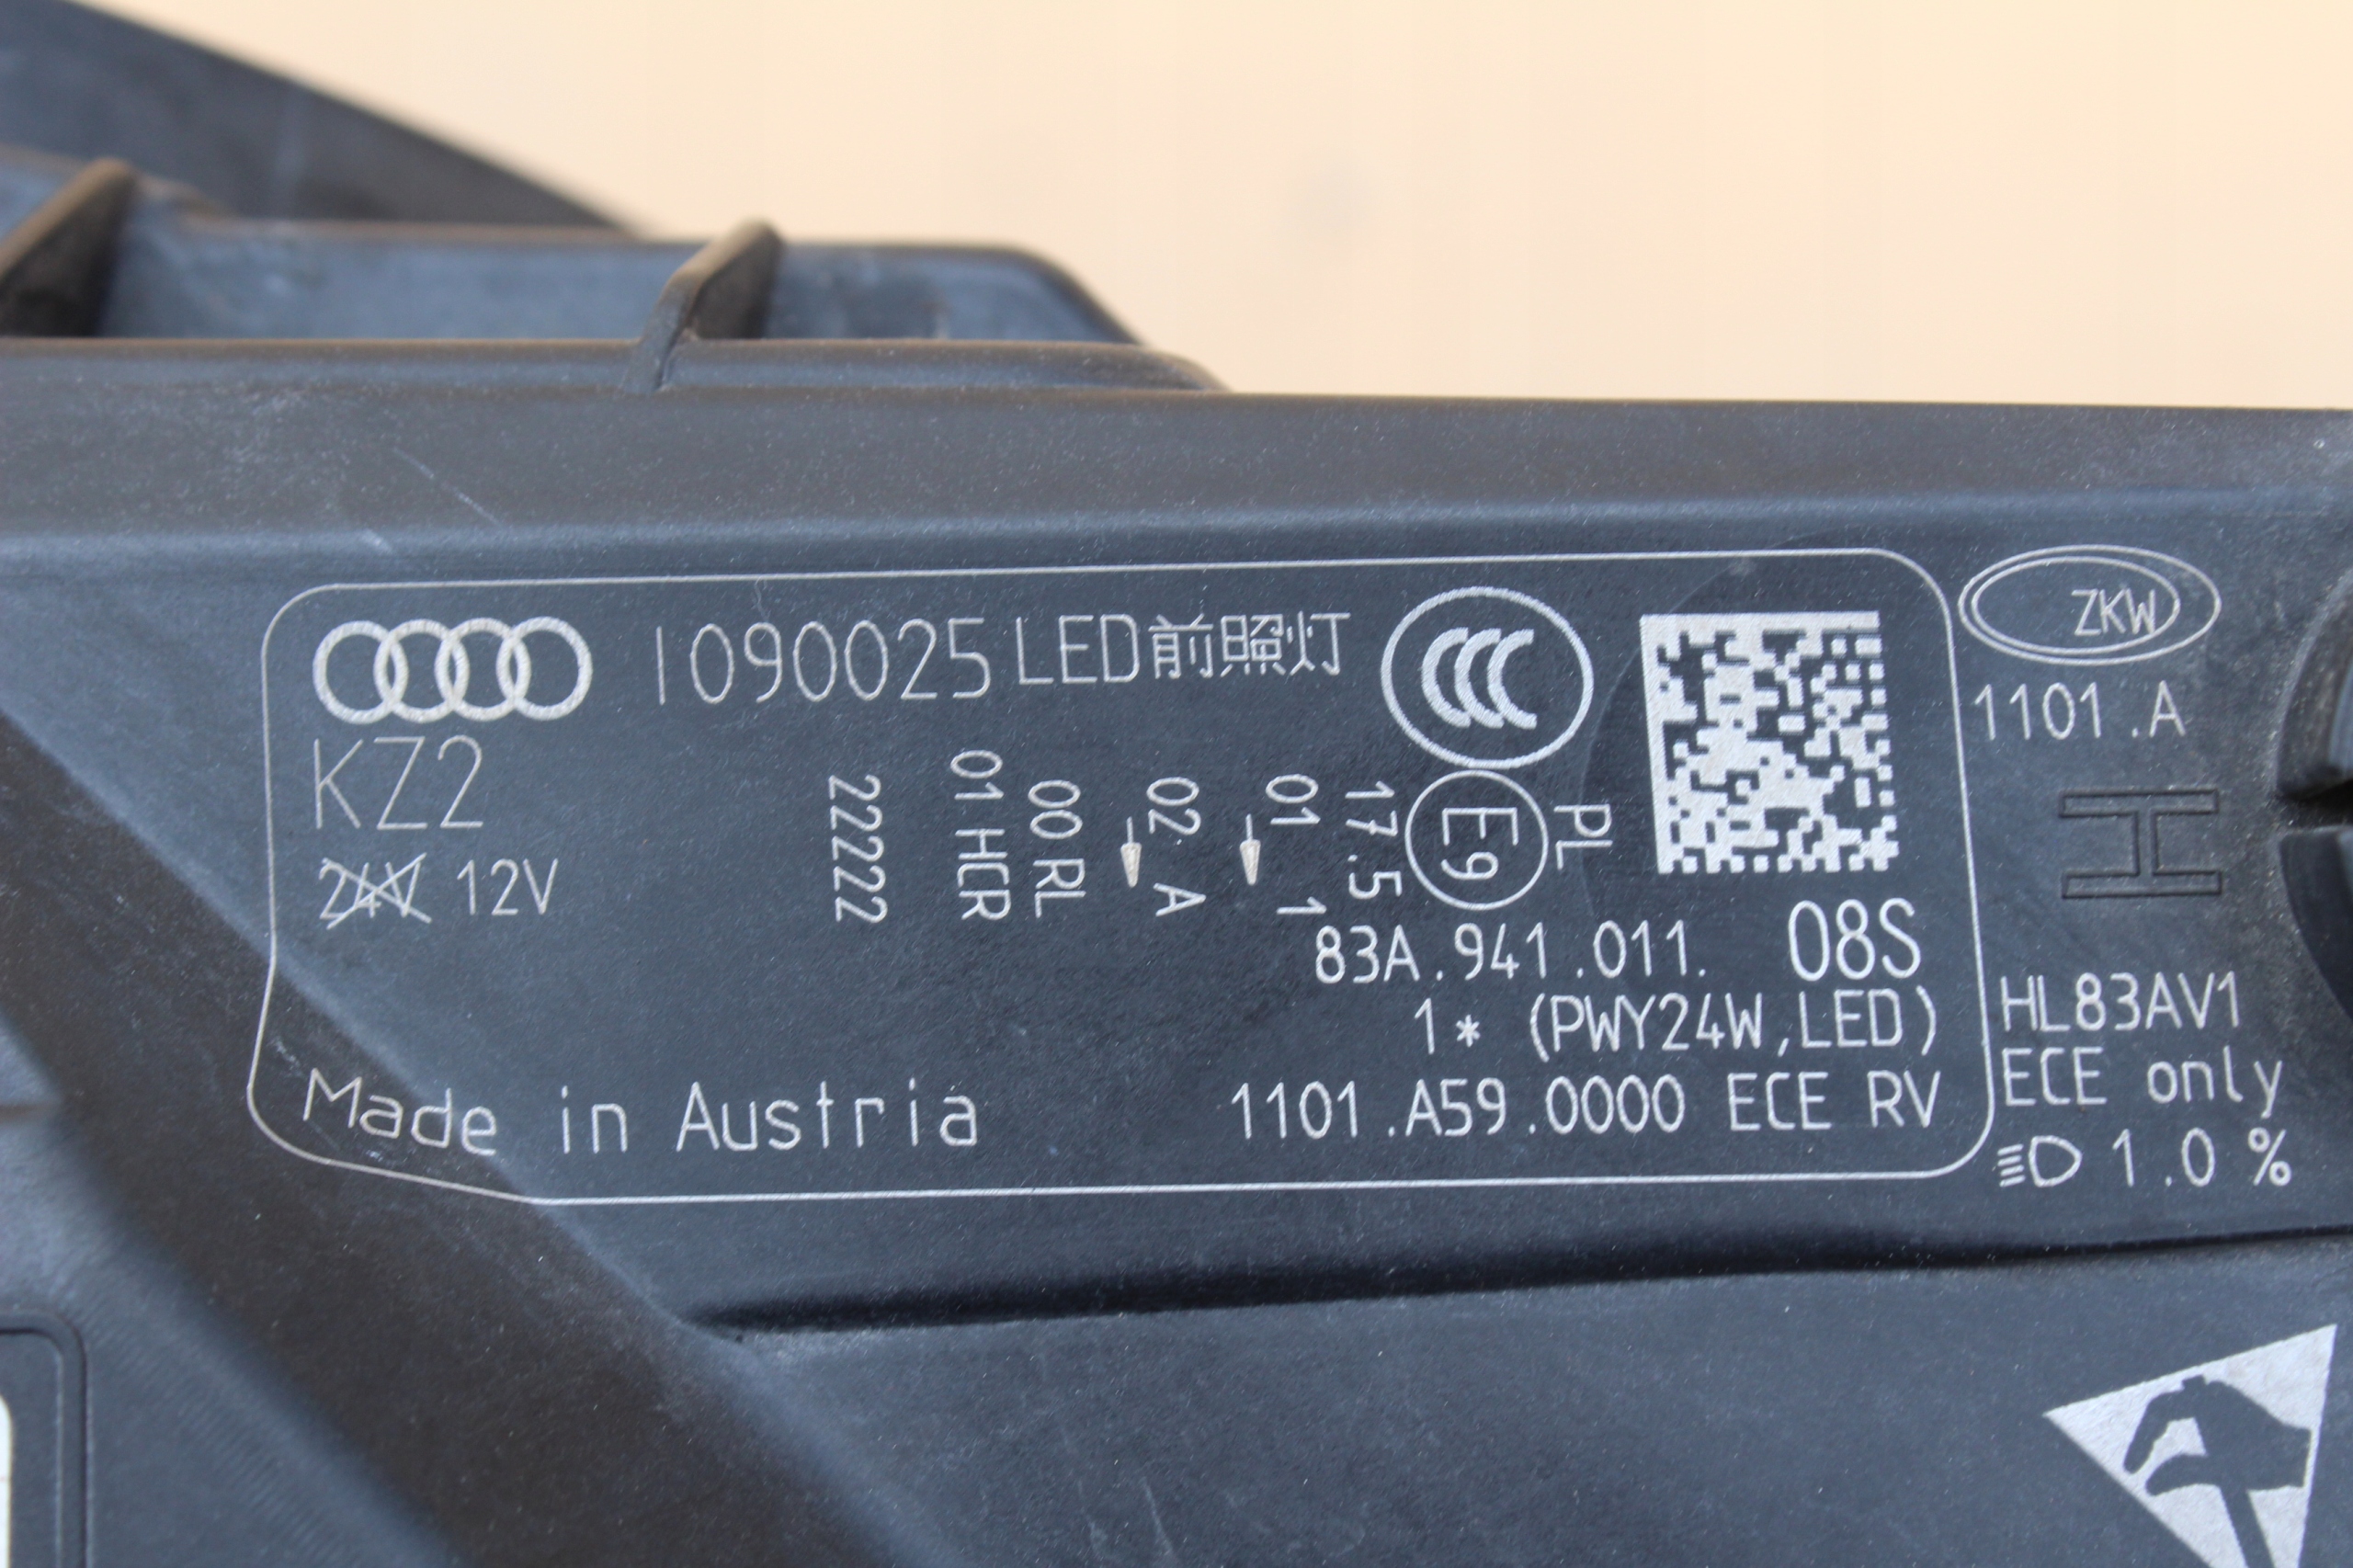 1090025 LED前照灯
KZ2
24V 12V
22222
01 HCR
00 RL
02 A
01 1
17.5
E9
PL
83A.941.011. 08S
1* (PWY24W,LED)
Made in Austria 1101.A59.0000 ECE RV
ZKW
1101.A
H
HL83AV1
ECE only
1.0 %